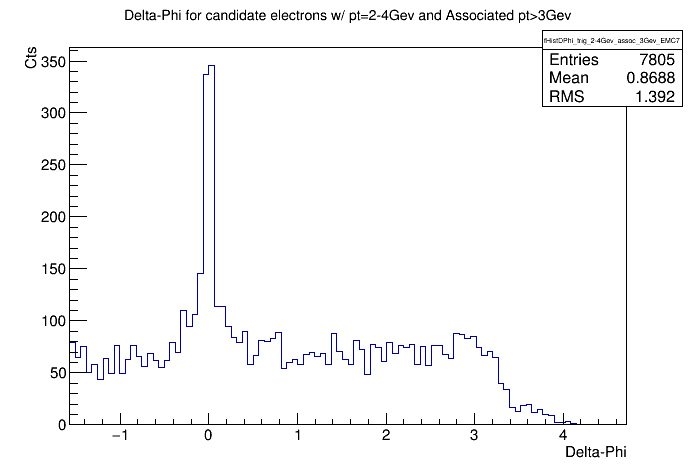 Delta-Phi for candidate electrons w/ pt=2-4Gev and Associated pt>3Gev
fHistDPhi_trig_2-4Gev_assoc_3Gev_EMC7
Entries 7805
Mean 0.8688
RMS 1.392
Cts
350
300
250
200
150
100
50
0
−1 0 1 2 3 4
Delta-Phi